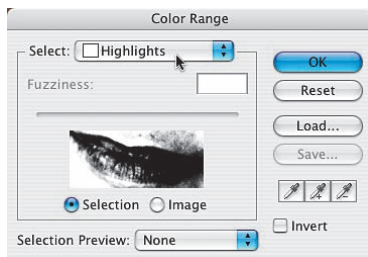 Color Range
Select: Highlights
Fuzziness:
Selection Image
Selection Preview: None
OK
Reset
Load...
Save...
Invert